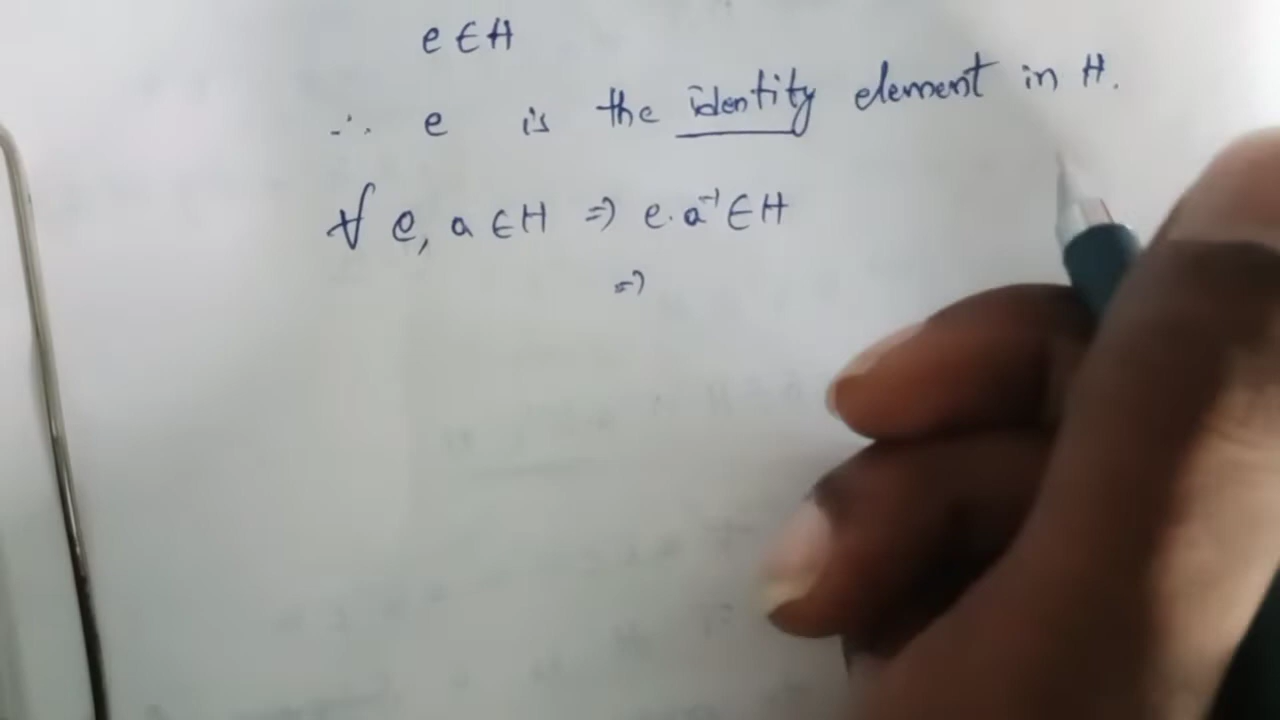 e ∈ H
∴ e is the identity element in H.
∀ e, a ∈ H ⇒ e·a⁻¹ ∈ H
⇒